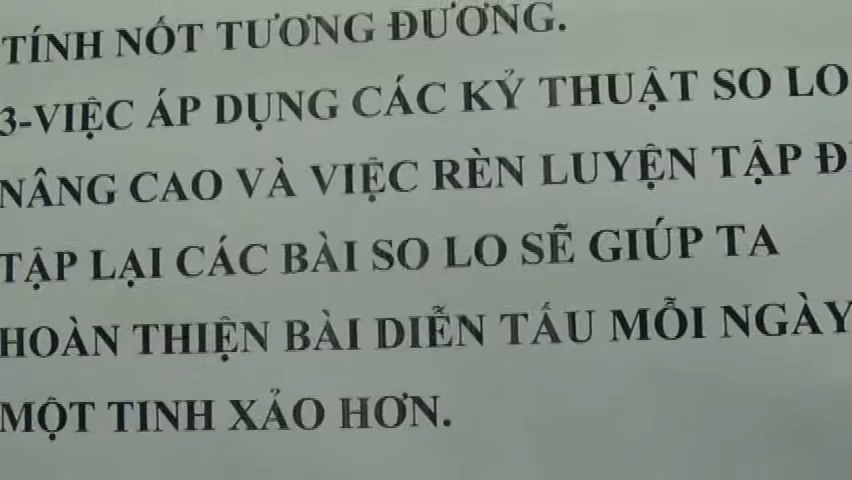 TÍNH NỐT TƯƠNG ĐƯƠNG.
3-VIỆC ÁP DỤNG CÁC KỶ THUẬT SO LO
NÂNG CAO VÀ VIỆC RÈN LUYỆN TẬP
TẬP LẠI CÁC BÀI SO LO SẼ GIÚP TA
HOÀN THIỆN BÀI DIỄN TẤU MỖI NGÀY
MỘT TINH XẢO HƠN.